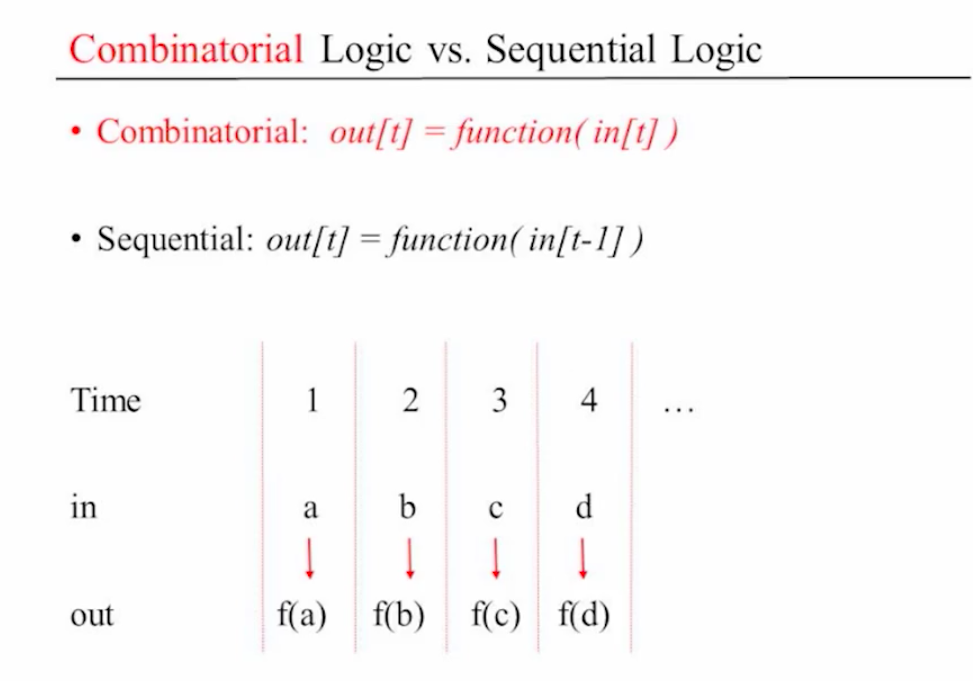 Combinatorial Logic vs. Sequential Logic
• Combinatorial: out[t] = function( in[t] )
• Sequential: out[t] = function( in[t-1] )
Time 1 2 3 4 ...
in a b c d
out f(a) f(b) f(c) f(d)